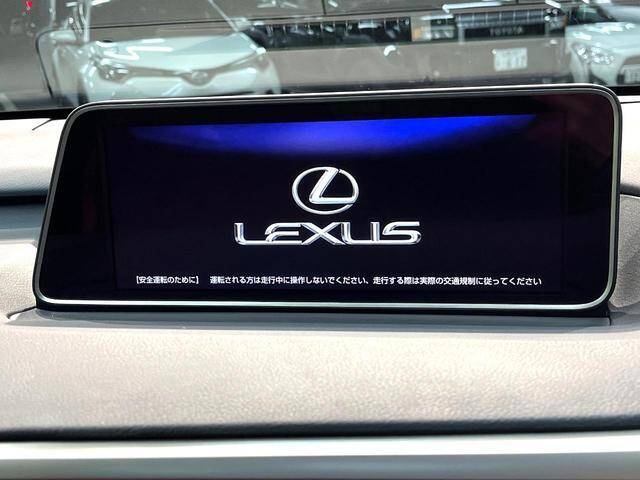 TOYOTA
LEXUS
【安全運転のために】 運転される方は走行中に操作しないでください、走行する際は実際の交通規制に従ってください